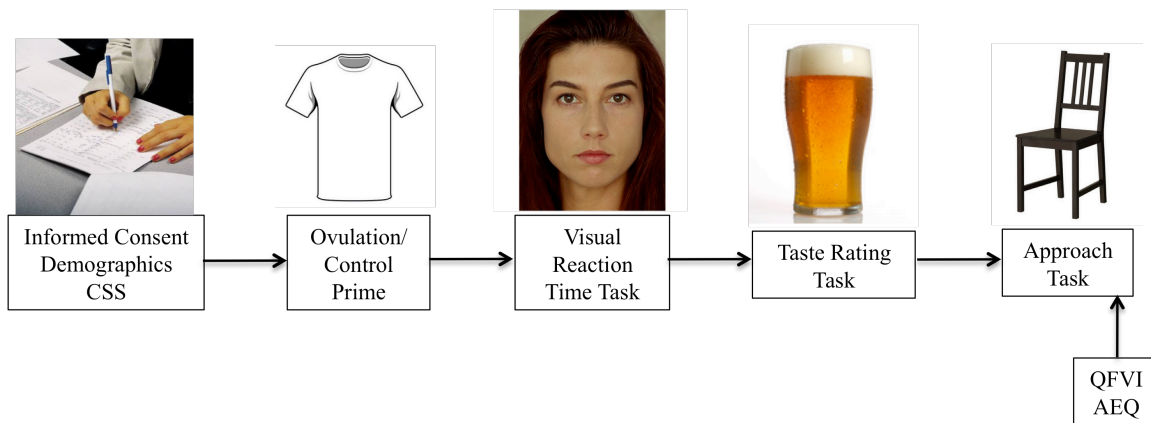 Informed Consent
Demographics
CSS
Ovulation/
Control
Prime
Visual
Reaction
Time Task
Taste Rating
Task
Approach
Task
QFVI
AEQ